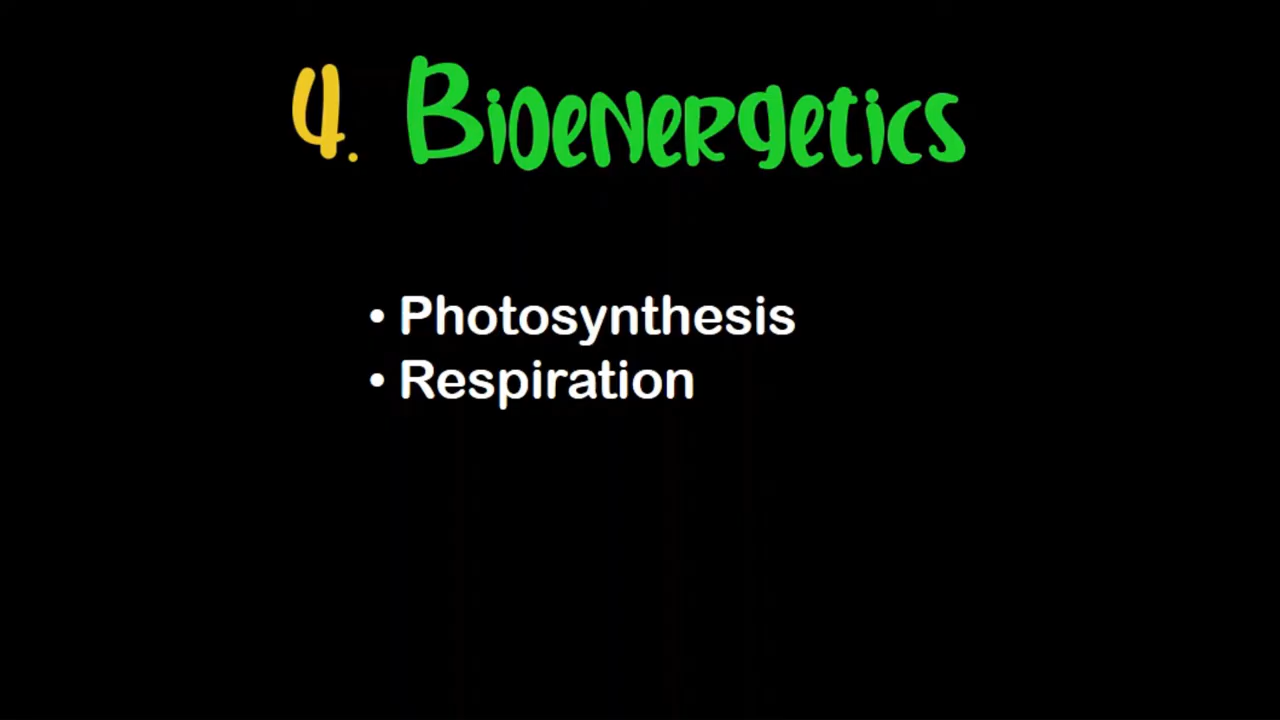 4. Bioenergetics
• Photosynthesis
• Respiration